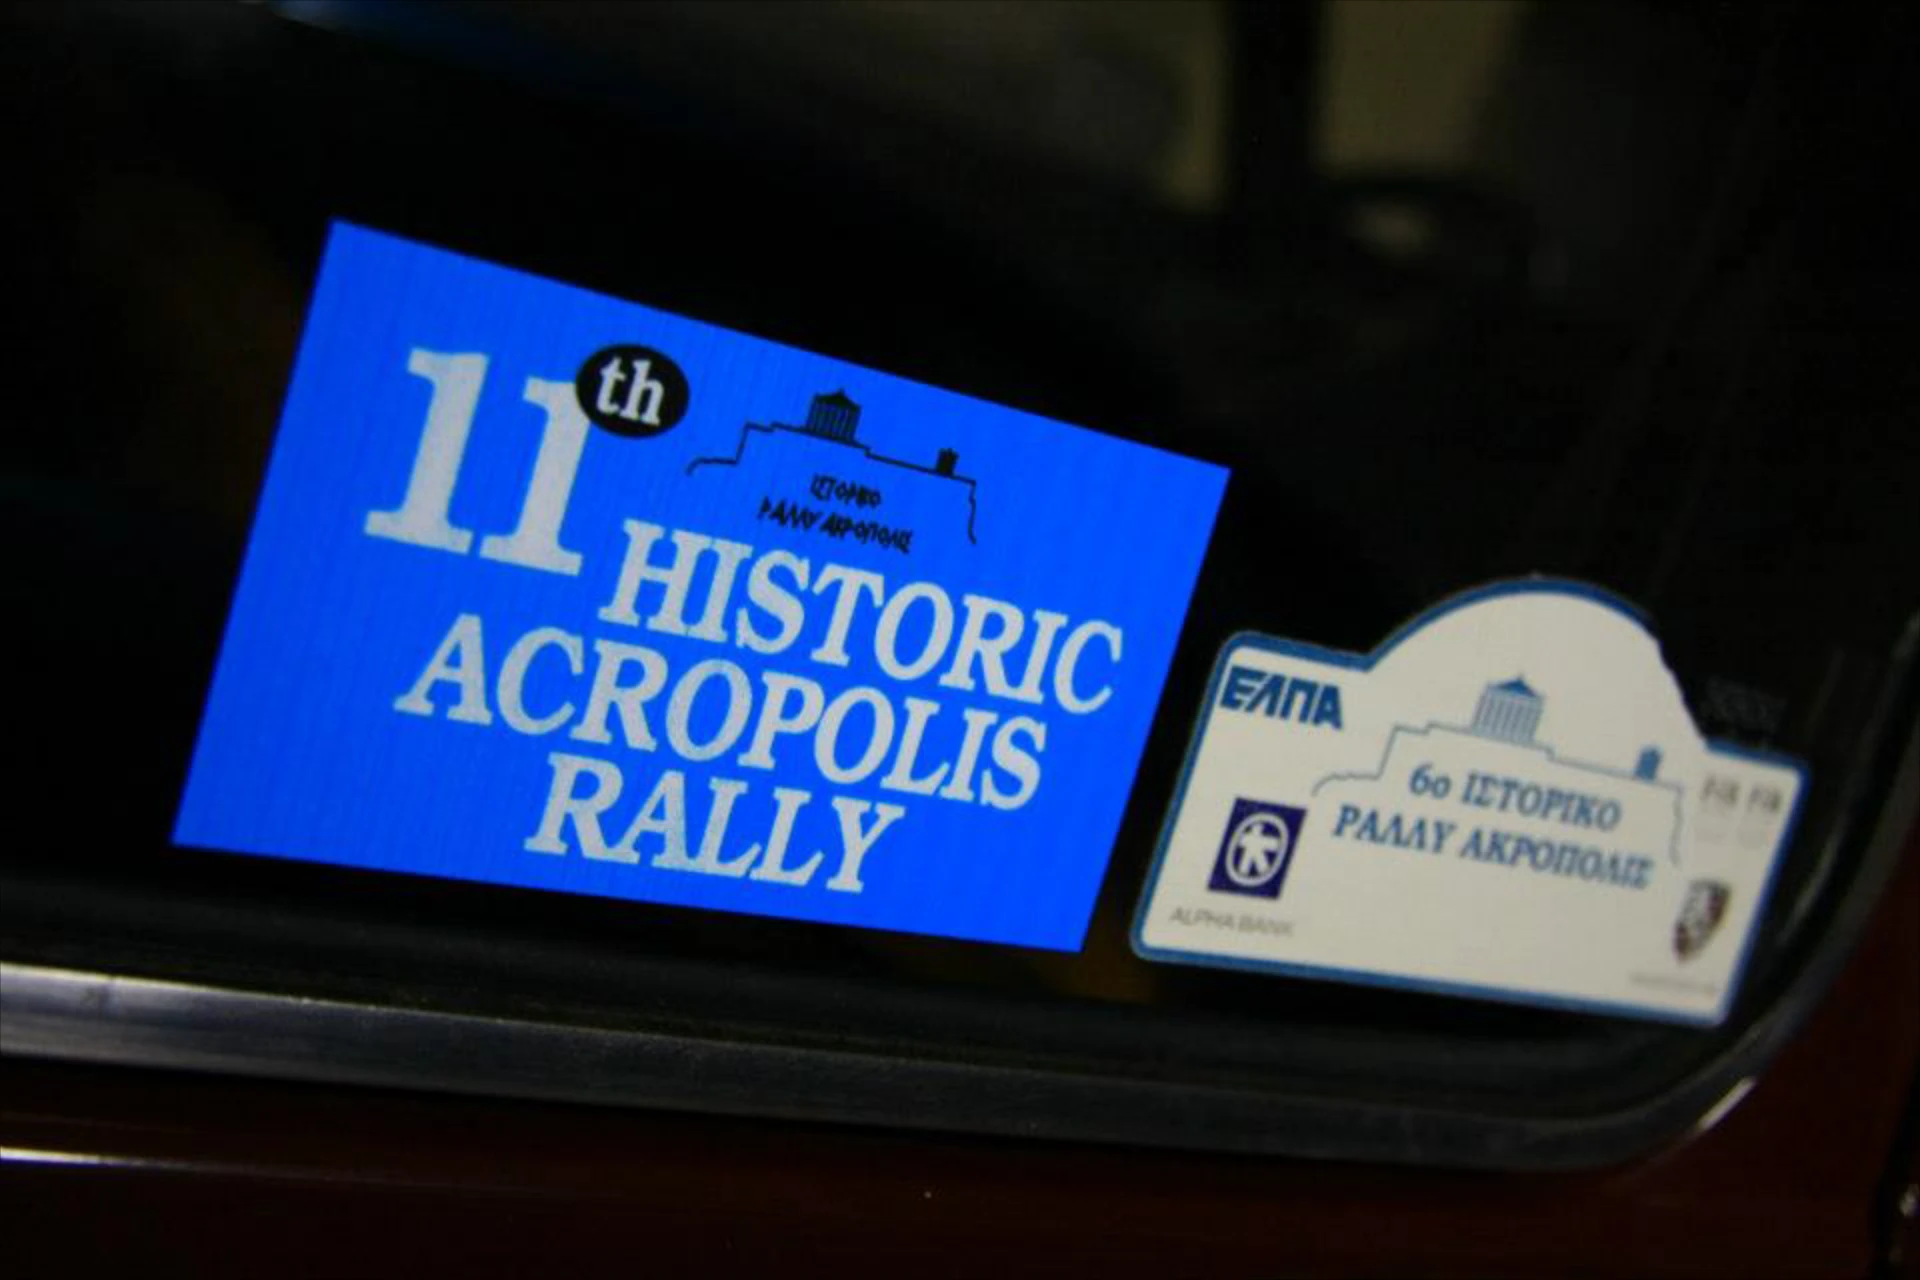 11th
ΙΣΤΟΡΙΚΟ
ΡΑΛΛΥ ΑΚΡΟΠΟΛΙΣ
HISTORIC
ACROPOLIS
RALLY
ΕΛΠΑ
6ο ΙΣΤΟΡΙΚΟ
ΡΑΛΛΥ ΑΚΡΟΠΟΛΙΣ
ALPHA BANK